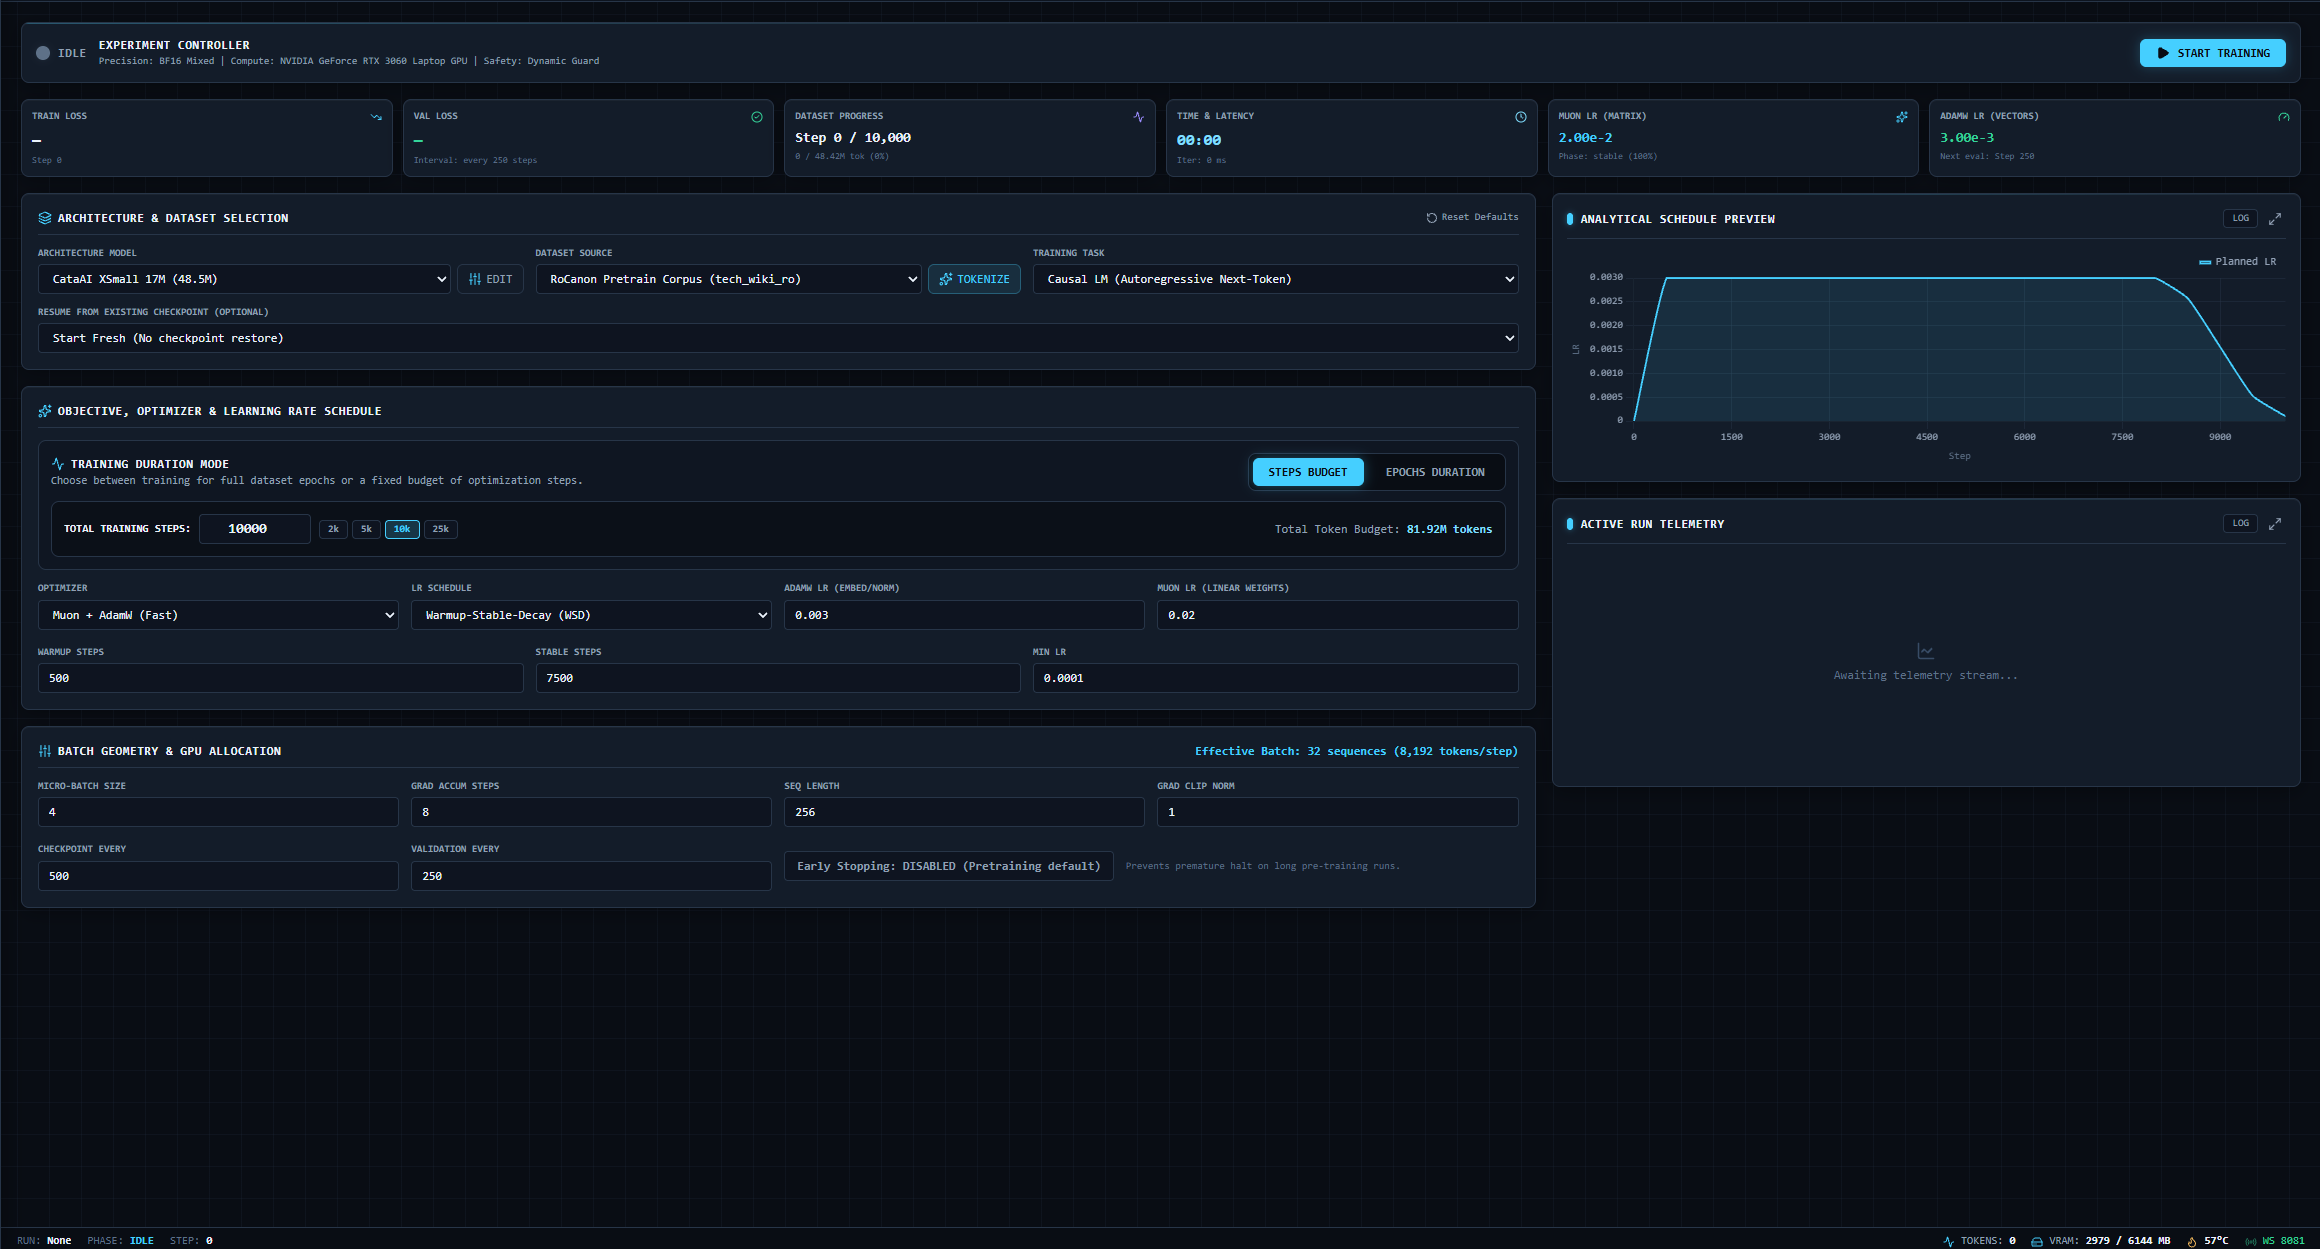 IDLE
EXPERIMENT CONTROLLER
Precision: BF16 Mixed | Compute: NVIDIA GeForce RTX 3060 Laptop GPU | Safety: Dynamic Guard
START TRAINING
TRAIN LOSS
—
Step 0
VAL LOSS
—
Interval: every 250 steps
DATASET PROGRESS
Step 0 / 10,000
0 / 48.42M tok (0%)
TIME & LATENCY
00:00
Iter: 0 ms
MUON LR (MATRIX)
2.00e-2
Phase: stable (100%)
ADAMW LR (VECTORS)
3.00e-3
Next eval: Step 250
ARCHITECTURE & DATASET SELECTION
Reset Defaults
ARCHITECTURE MODEL
CataAI XSmall 17M (48.5M)
EDIT
DATASET SOURCE
RoCanon Pretrain Corpus (tech_wiki_ro)
TOKENIZE
TRAINING TASK
Causal LM (Autoregressive Next-Token)
RESUME FROM EXISTING CHECKPOINT (OPTIONAL)
Start Fresh (No checkpoint restore)
OBJECTIVE, OPTIMIZER & LEARNING RATE SCHEDULE
TRAINING DURATION MODE
Choose between training for full dataset epochs or a fixed budget of optimization steps.
STEPS BUDGET
EPOCHS DURATION
TOTAL TRAINING STEPS:
10000
2k
5k
10k
25k
Total Token Budget: 81.92M tokens
OPTIMIZER
Muon + AdamW (Fast)
LR SCHEDULE
Warmup-Stable-Decay (WSD)
ADAMW LR (EMBED/NORM)
0.003
MUON LR (LINEAR WEIGHTS)
0.02
WARMUP STEPS
500
STABLE STEPS
7500
MIN LR
0.0001
BATCH GEOMETRY & GPU ALLOCATION
Effective Batch: 32 sequences (8,192 tokens/step)
MICRO-BATCH SIZE
4
GRAD ACCUM STEPS
8
SEQ LENGTH
256
GRAD CLIP NORM
1
CHECKPOINT EVERY
500
VALIDATION EVERY
250
Early Stopping: DISABLED (Pretraining default)
Prevents premature halt on long pre-training runs.
ANALYTICAL SCHEDULE PREVIEW
LOG
Planned LR
0.0030
0.0025
0.0020
0.0015
0.0010
0.0005
0
LR
0
1500
3000
4500
6000
7500
9000
Step
ACTIVE RUN TELEMETRY
LOG
Awaiting telemetry stream...
RUN: None
PHASE: IDLE
STEP: 0
TOKENS: 0
VRAM: 2979 / 6144 MB
57°C
WS 8081